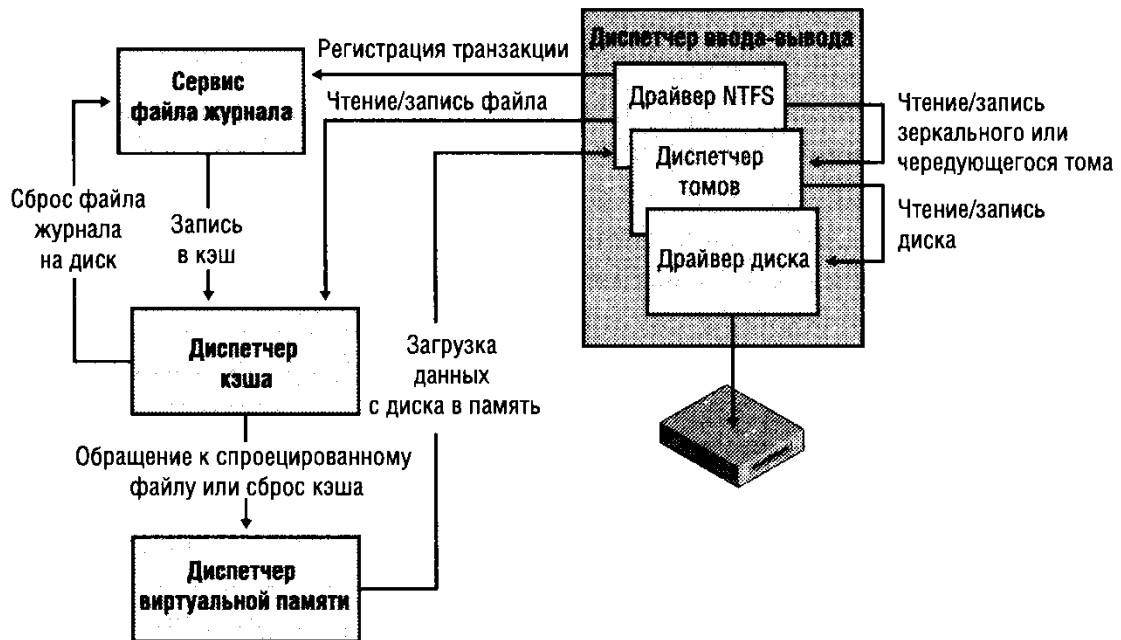 Диспетчер ввода-вывода
Регистрация транзакции
Сервис
файла журнала
Драйвер NTFS
Чтение/запись файла
Чтение/запись
зеркального или
чередующегося тома
Диспетчер
томов
Сброс файла
журнала
на диск
Запись
в кэш
Чтение/запись
диска
Драйвер диска
Диспетчер
кэша
Загрузка
данных
с диска в память
Обращение к спроецированному
файлу или сброс кэша
Диспетчер
виртуальной памяти